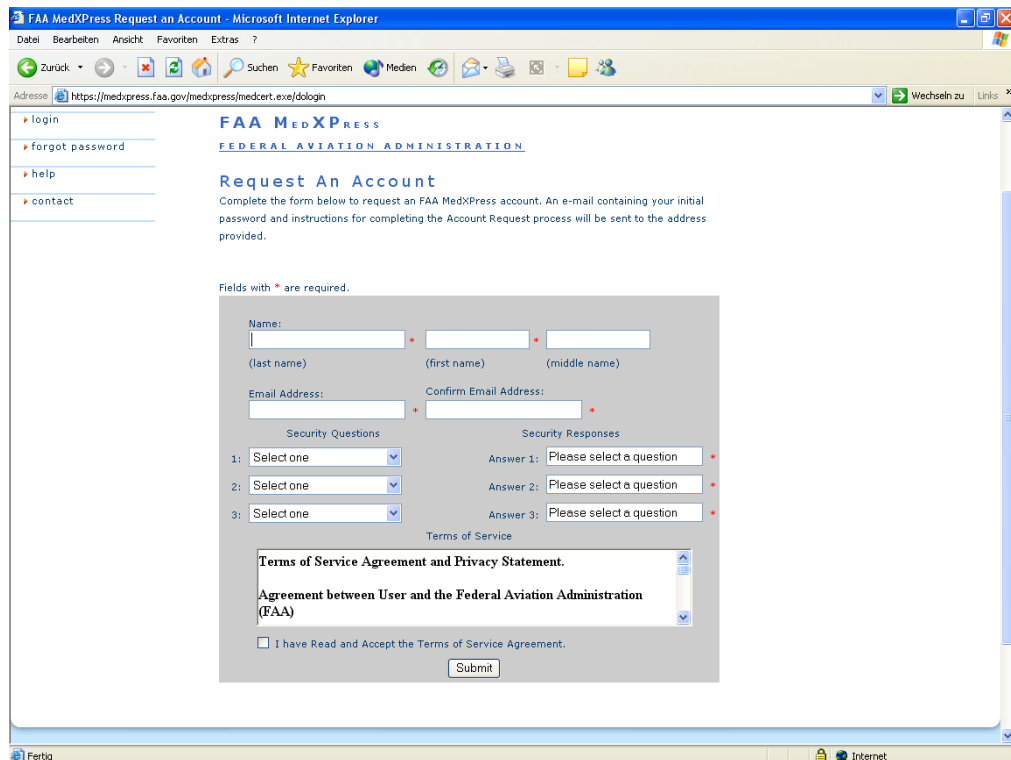 FAA MedXPress Request an Account - Microsoft Internet Explorer
Datei Bearbeiten Ansicht Favoriten Extras ?
Zurück Suchen Favoriten Medien
Adresse https://medxpress.faa.gov/medxpress/medcert.exe/dologin Wechseln zu Links »
login
forgot password
help
contact
FAA MedXPress
FEDERAL AVIATION ADMINISTRATION
Request An Account
Complete the form below to request an FAA MedXPress account. An e-mail containing your initial
password and instructions for completing the Account Request process will be sent to the address
provided.
Fields with * are required.
Name:
* *
(last name) (first name) (middle name)
Email Address: Confirm Email Address:
* *
Security Questions Security Responses
1: Select one Answer 1: Please select a question *
2: Select one Answer 2: Please select a question *
3: Select one Answer 3: Please select a question *
Terms of Service
Terms of Service Agreement and Privacy Statement.
Agreement between User and the Federal Aviation Administration
(FAA)
I have Read and Accept the Terms of Service Agreement.
Submit
Fertig Internet